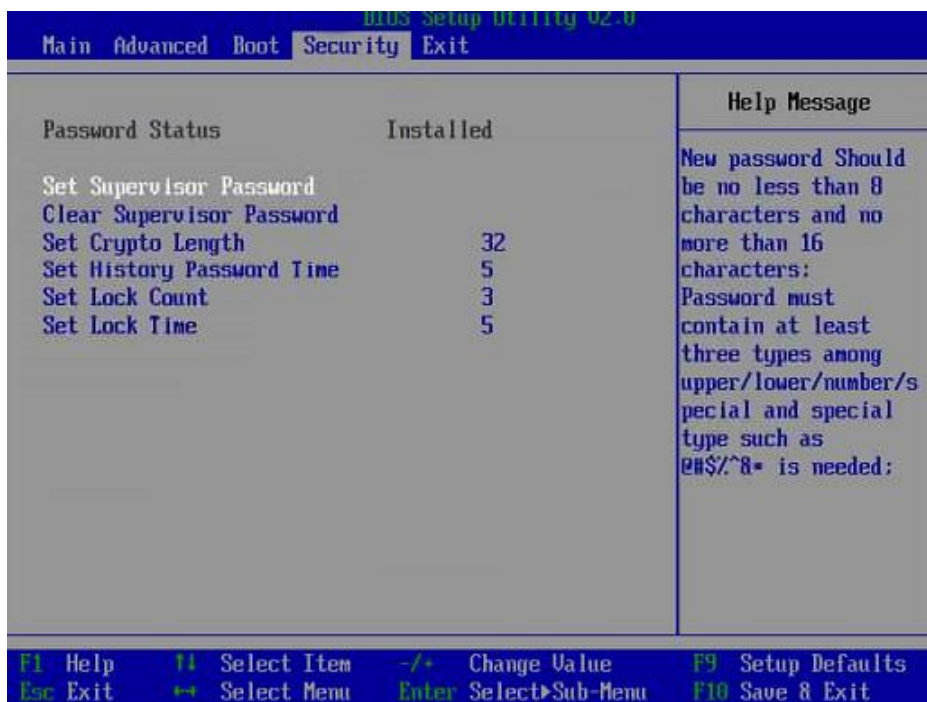 BIOS Setup Utility V2.0
Main Advanced Boot Security Exit
Password Status Installed
Set Supervisor Password
Clear Supervisor Password
Set Crypto Length 32
Set History Password Time 5
Set Lock Count 3
Set Lock Time 5
Help Message
New password Should
be no less than 8
characters and no
more than 16
characters;
Password must
contain at least
three types among
upper/lower/number/s
pecial and special
type such as
@#$%^&* is needed;
F1 Help ↑↓ Select Item -/+ Change Value F9 Setup Defaults
Esc Exit ↔ Select Menu Enter Select▶Sub-Menu F10 Save & Exit